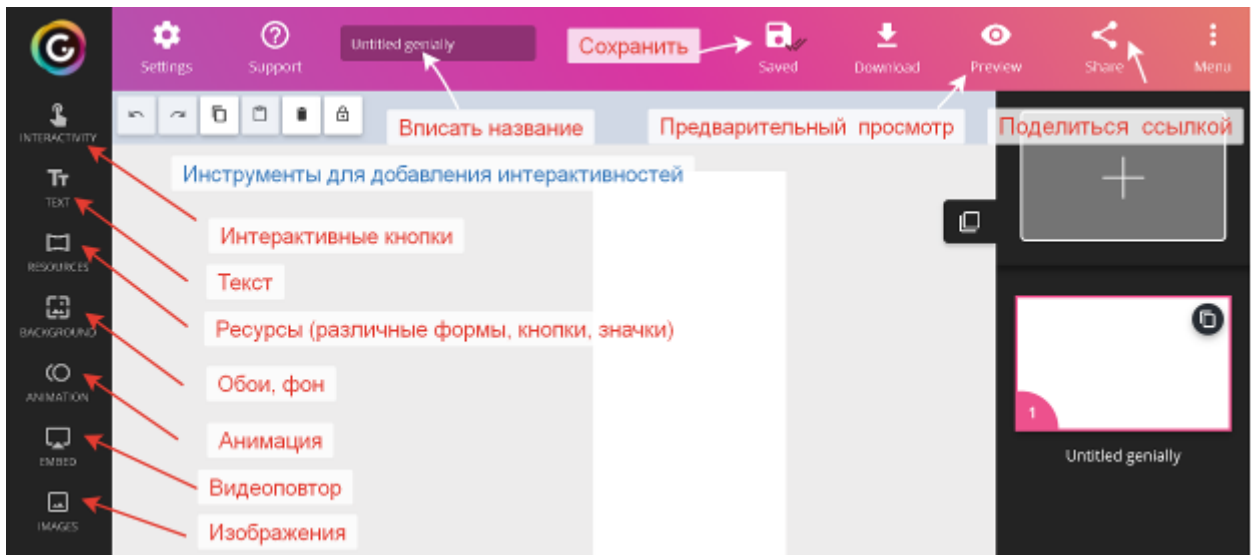 Settings
Support
Untitled genially
Сохранить
Saved
Download
Preview
Share
Menu
INTERACTIVITY
Вписать название
Предварительный просмотр
Поделиться ссылкой
Инструменты для добавления интерактивностей
TEXT
Интерактивные кнопки
RESOURCES
Текст
BACKGROUND
Ресурсы (различные формы, кнопки, значки)
Обои, фон
ANIMATION
1
Анимация
EMBED
Untitled genially
Видеоповтор
IMAGES
Изображения